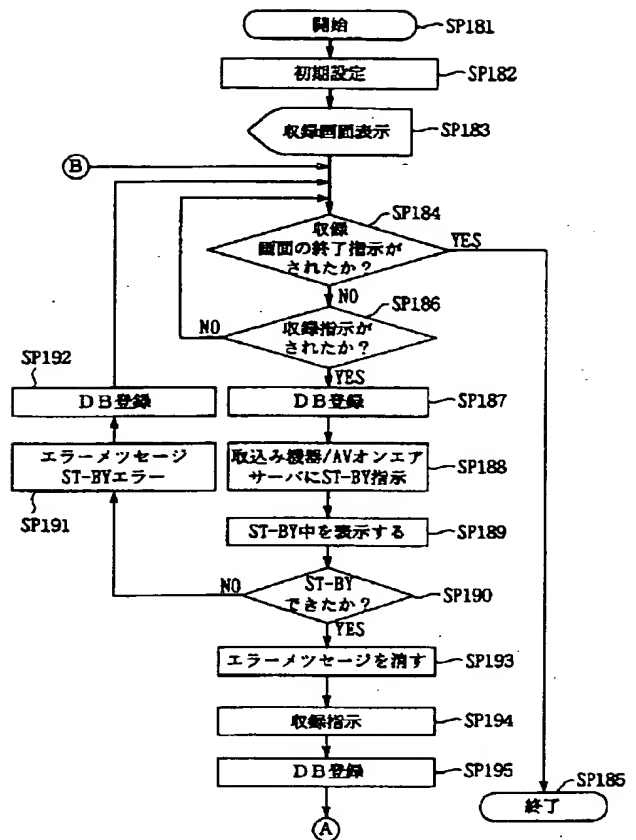 開始
SP181
初期設定
SP182
収録画面表示
SP183
B
収録
画面の終了指示が
されたか？
SP184
YES
NO
収録指示が
されたか？
SP186
NO
YES
SP192
DB登録
DB登録
SP187
エラーメツセージ
ST-BYエラー
SP191
取込み機器/AVオンエア
サーバにST-BY指示
SP188
ST-BY中を表示する
SP189
ST-BY
できたか？
SP190
NO
YES
エラーメツセージを消す
SP193
収録指示
SP194
DB登録
SP195
A
SP185
終了